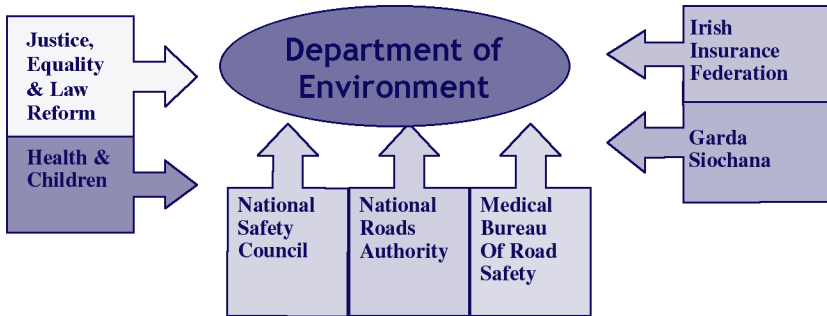 Justice,
Equality
& Law
Reform
Health &
Children
Department of
Environment
Irish
Insurance
Federation
Garda
Siochana
National
Safety
Council
National
Roads
Authority
Medical
Bureau
Of Road
Safety